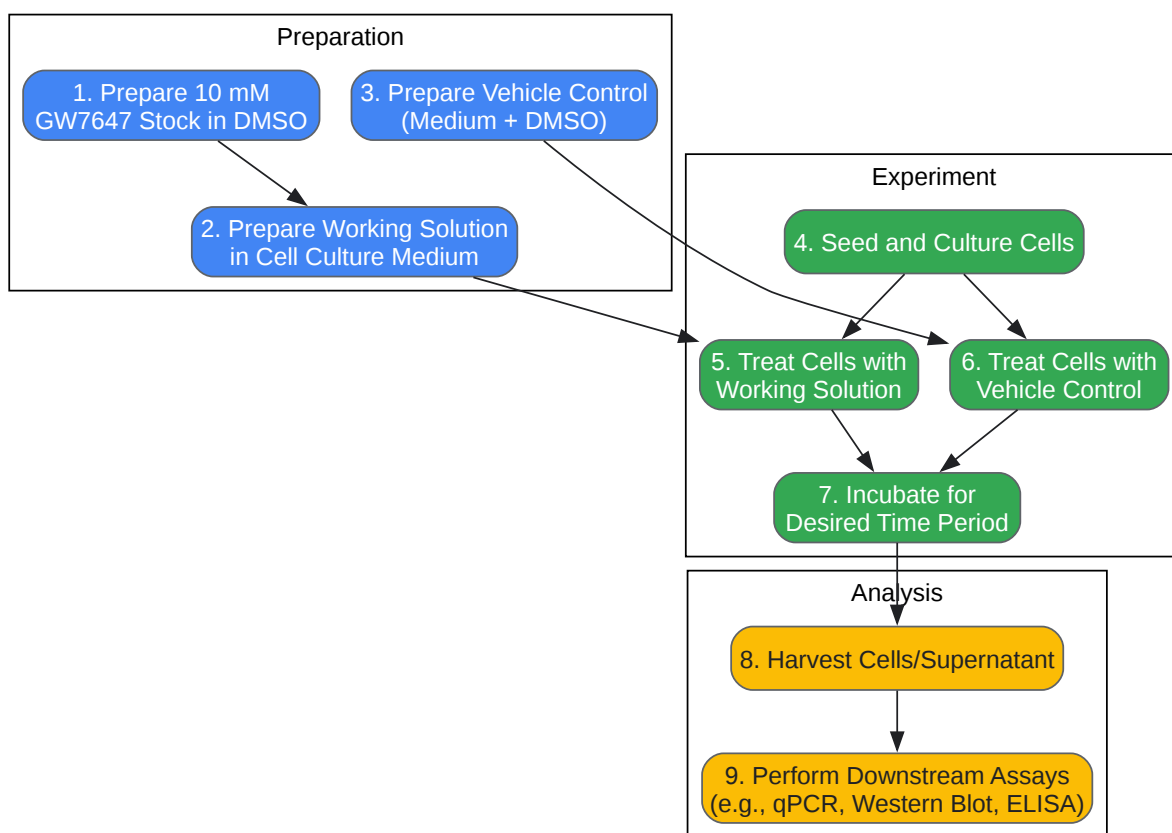 Preparation
1. Prepare 10 mM
GW7647 Stock in DMSO
3. Prepare Vehicle Control
(Medium + DMSO)
2. Prepare Working Solution
in Cell Culture Medium
Experiment
4. Seed and Culture Cells
5. Treat Cells with
Working Solution
6. Treat Cells with
Vehicle Control
7. Incubate for
Desired Time Period
Analysis
8. Harvest Cells/Supernatant
9. Perform Downstream Assays
(e.g., qPCR, Western Blot, ELISA)